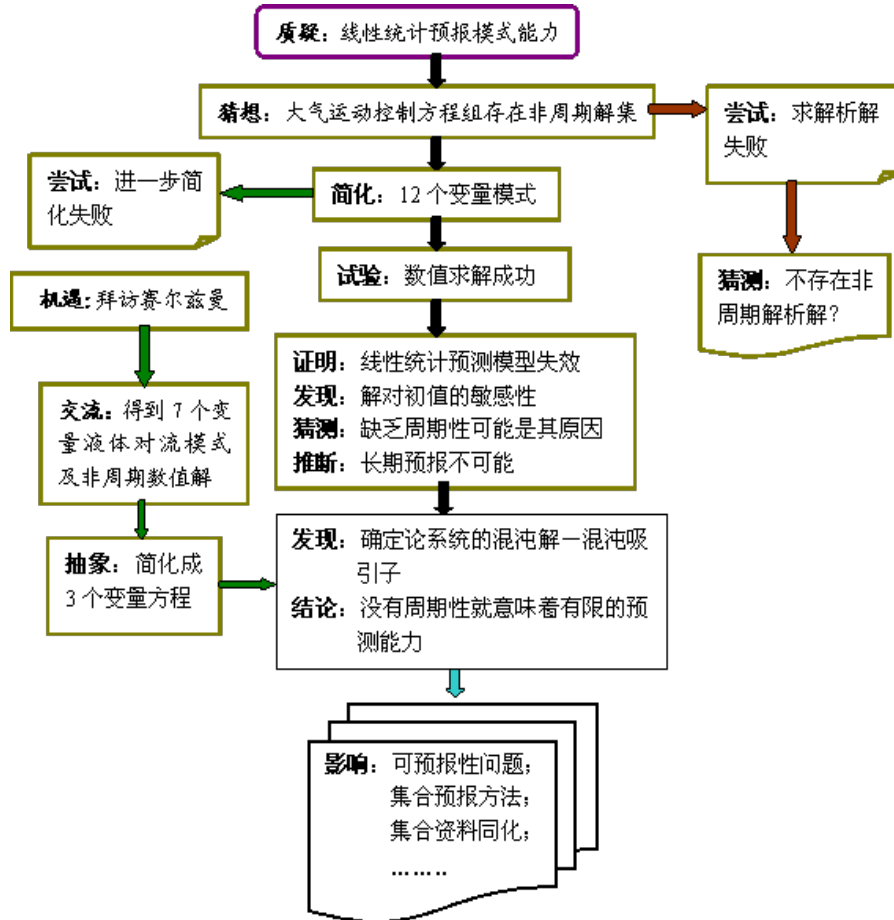 质疑：线性统计预报模式能力
猜想：大气运动控制方程组存在非周期解集
尝试：求解析解
失败
尝试：进一步简
化失败
简化：12个变量模式
试验：数值求解成功
猜测：不存在非
周期解析解？
机遇:拜访赛尔兹曼
证明：线性统计预测模型失效
发现：解对初值的敏感性
猜测：缺乏周期性可能是其原因
推断：长期预报不可能
交流：得到7个变
量液体对流模式
及非周期数值解
抽象：简化成
3个变量方程
发现：确定论系统的混沌解－混沌吸
引子
结论：没有周期性就意味着有限的预
测能力
影响：可预报性问题；
集合预报方法；
集合资料同化；
……..